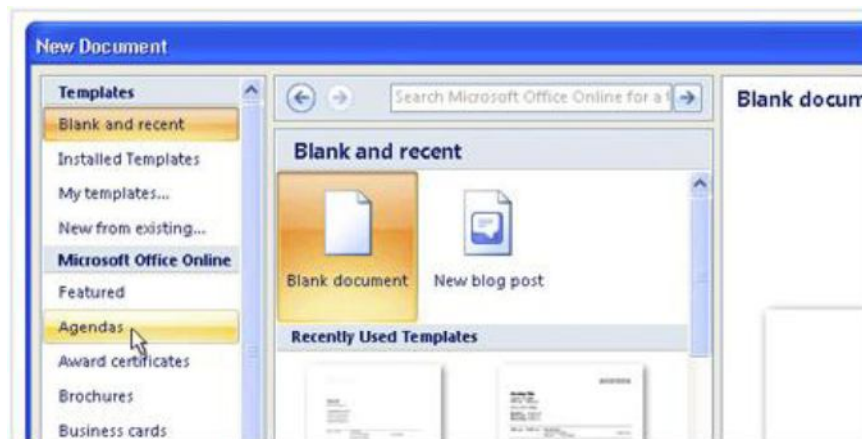 New Document
Templates
Blank and recent
Installed Templates
My templates...
New from existing...
Microsoft Office Online
Featured
Agendas
Award certificates
Brochures
Business cards
Search Microsoft Office Online for a
Blank and recent
Blank document
New blog post
Recently Used Templates
Blank docum